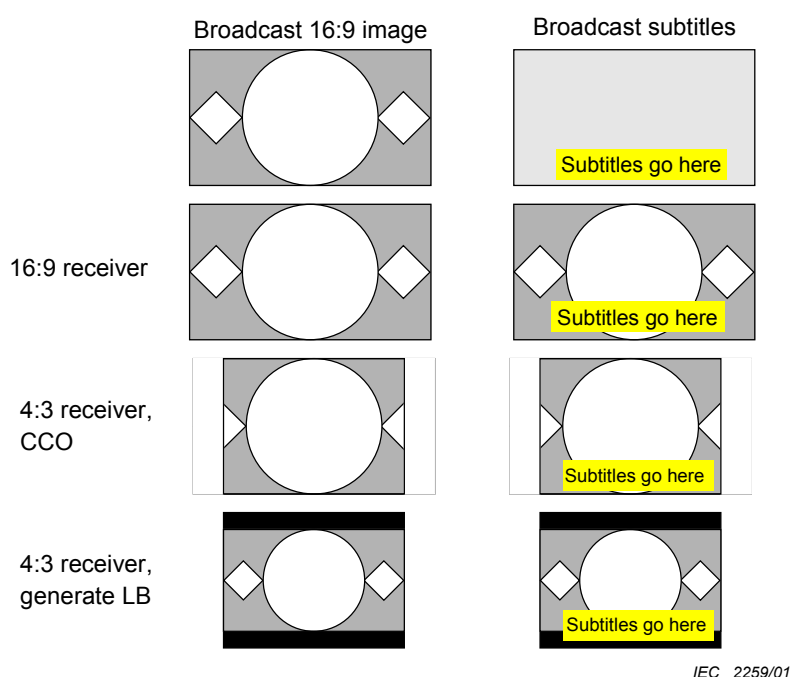 Broadcast 16:9 image
Broadcast subtitles
Subtitles go here
16:9 receiver
Subtitles go here
4:3 receiver,
CCO
Subtitles go here
4:3 receiver,
generate LB
Subtitles go here
IEC 2259/01